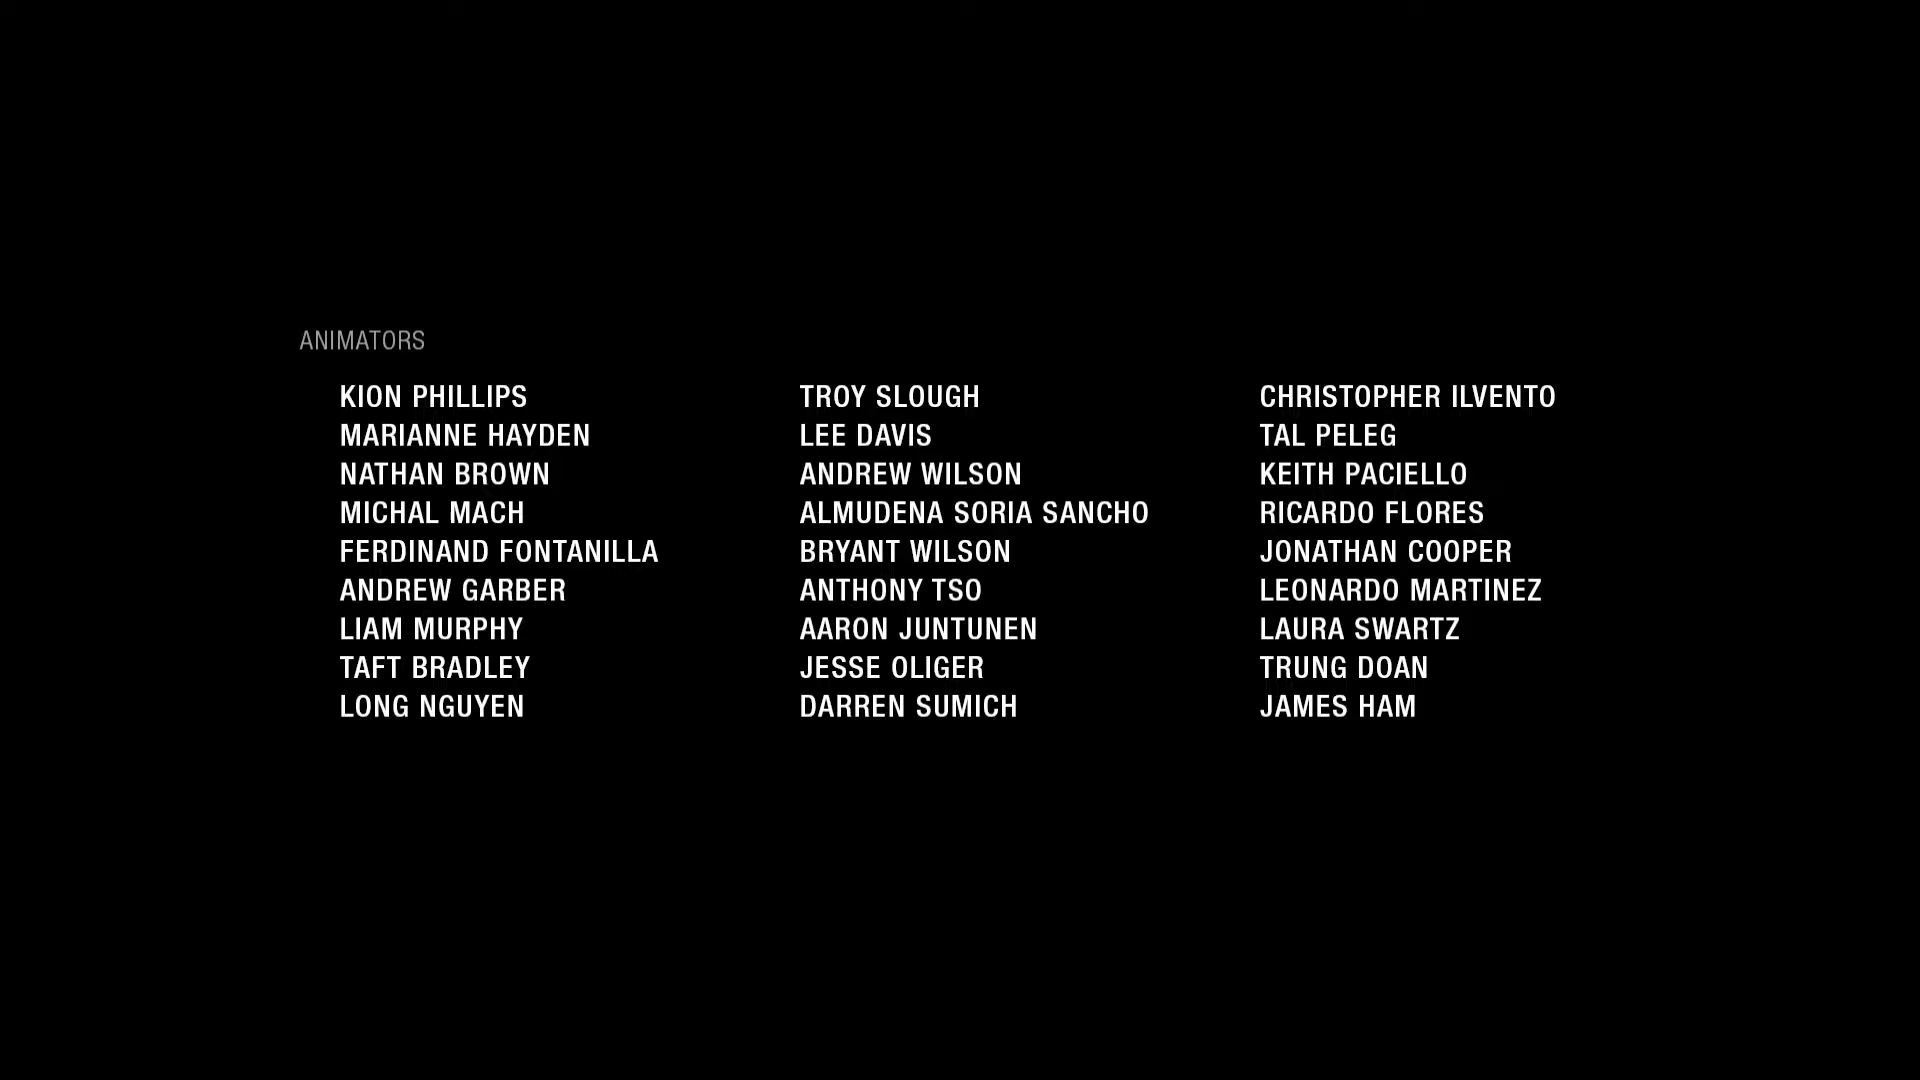 ANIMATORS
KION PHILLIPS
MARIANNE HAYDEN
NATHAN BROWN
MICHAL MACH
FERDINAND FONTANILLA
ANDREW GARBER
LIAM MURPHY
TAFT BRADLEY
LONG NGUYEN
TROY SLOUGH
LEE DAVIS
ANDREW WILSON
ALMUDENA SORIA SANCHO
BRYANT WILSON
ANTHONY TSO
AARON JUNTUNEN
JESSE OLIGER
DARREN SUMICH
CHRISTOPHER ILVENTO
TAL PELEG
KEITH PACIELLO
RICARDO FLORES
JONATHAN COOPER
LEONARDO MARTINEZ
LAURA SWARTZ
TRUNG DOAN
JAMES HAM